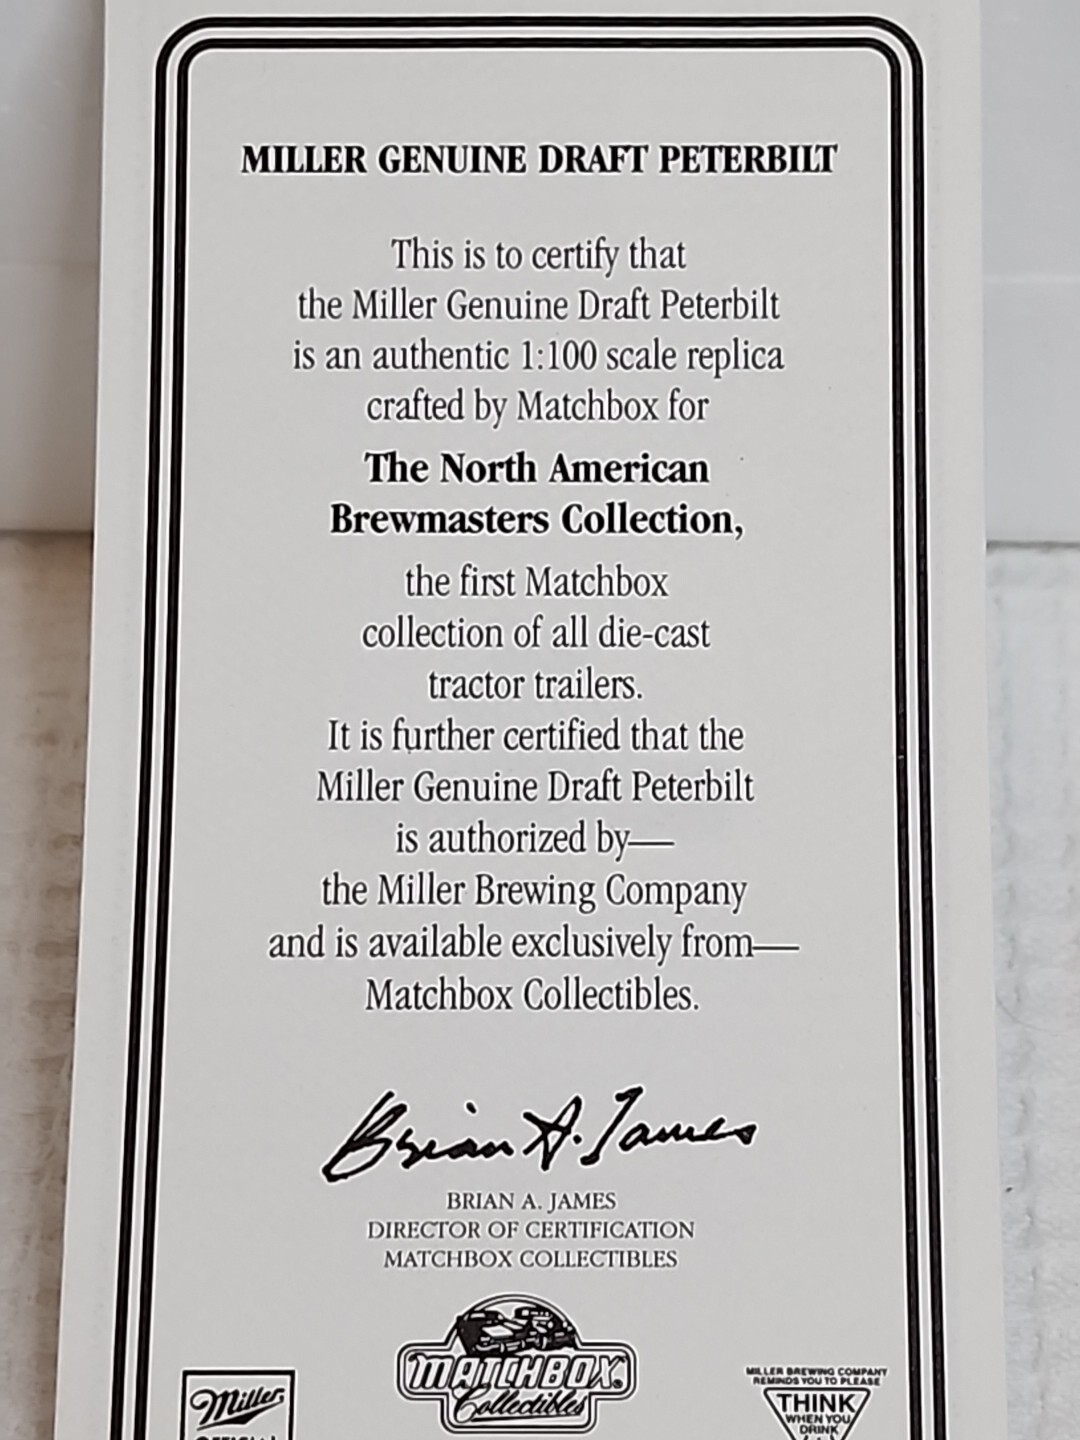 MILLER GENUINE DRAFT PETERBILT
This is to certify that
the Miller Genuine Draft Peterbilt
is an authentic 1:100 scale replica
crafted by Matchbox for
The North American
Brewmasters Collection,
the first Matchbox
collection of all die-cast
tractor trailers.
It is further certified that the
Miller Genuine Draft Peterbilt
is authorized by—
the Miller Brewing Company
and is available exclusively from—
Matchbox Collectibles.
Brian A. James
BRIAN A. JAMES
DIRECTOR OF CERTIFICATION
MATCHBOX COLLECTIBLES
MATCHBOX
Collectibles
Miller
OFFICIAL
MILLER BREWING COMPANY
REMINDS YOU TO PLEASE
THINK
WHEN YOU
DRINK